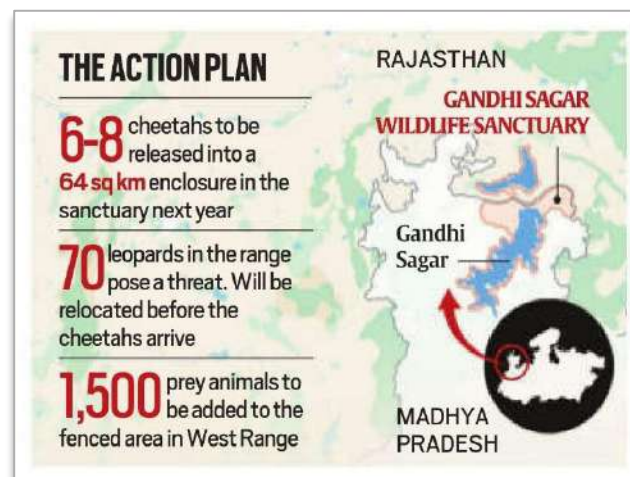 THE ACTION PLAN
6-8 cheetahs to be
released into a
64 sq km enclosure in the
sanctuary next year
70 leopards in the range
pose a threat. Will be
relocated before the
cheetahs arrive
1,500 prey animals to
be added to the
fenced area in West Range
RAJASTHAN
GANDHI SAGAR
WILDLIFE SANCTUARY
Gandhi
Sagar
MADHYA
PRADESH